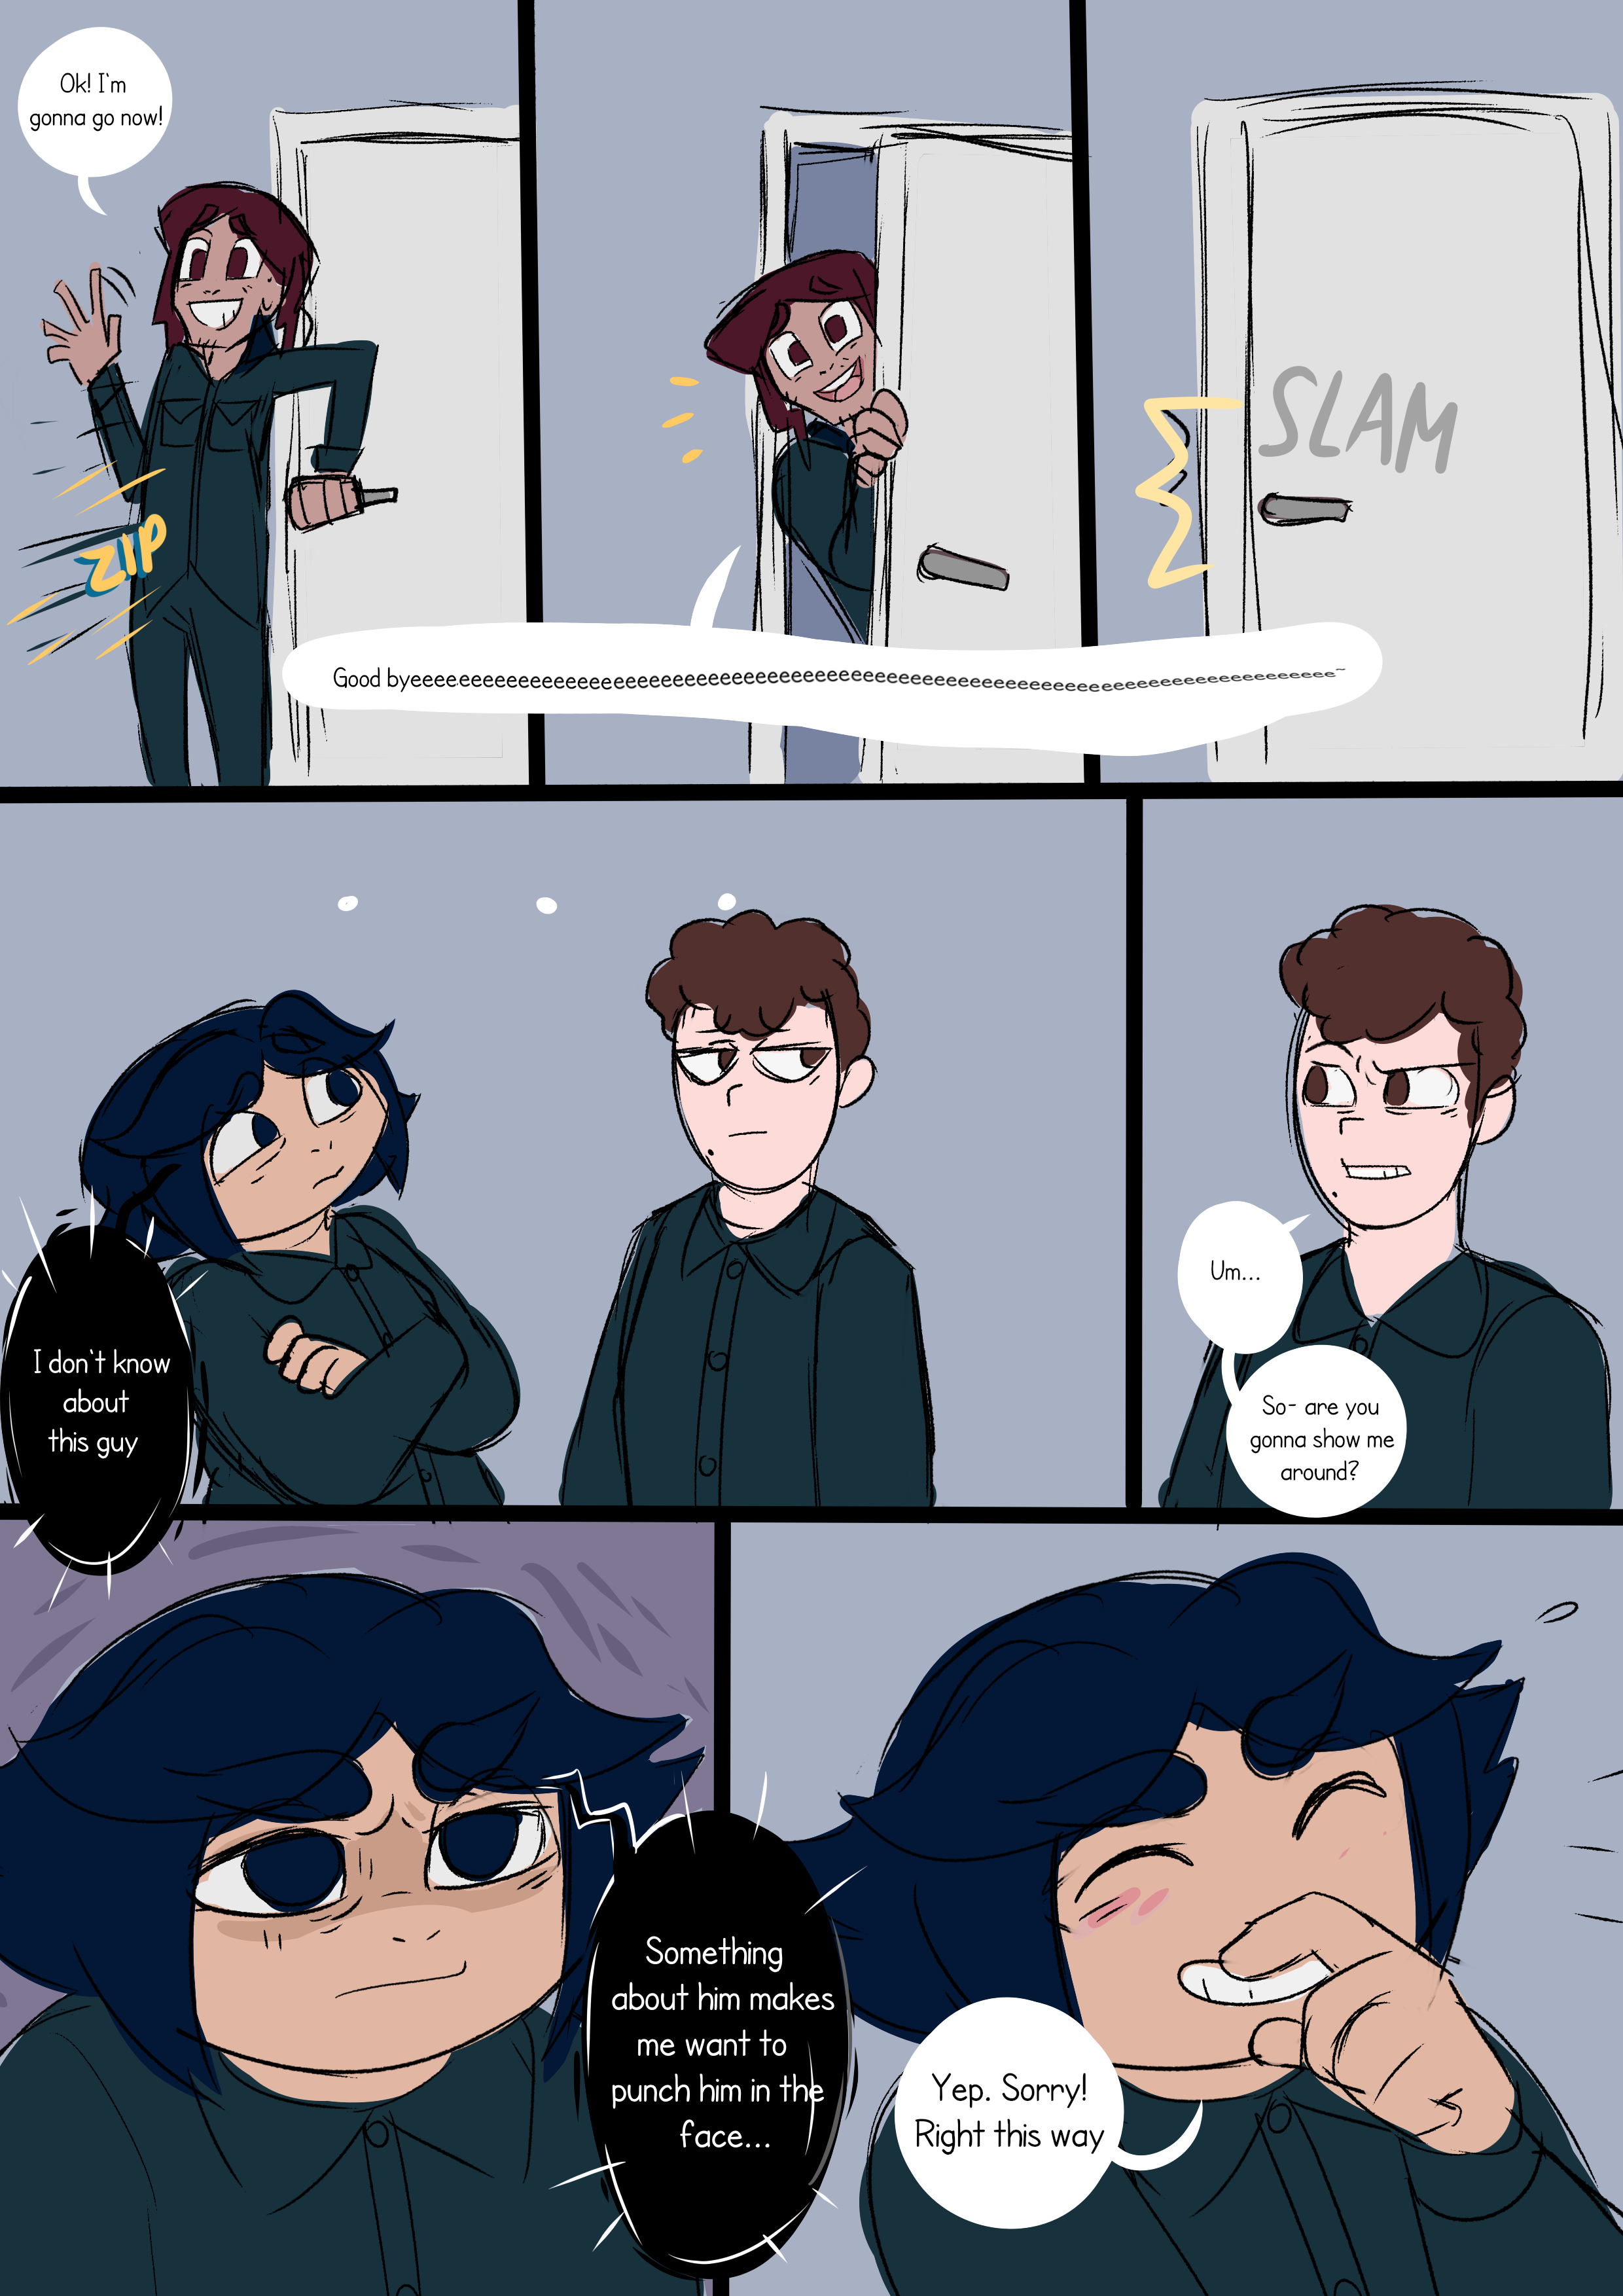 Ok! I'm
gonna go now!
ZIP
SLAM
Good byeeeeeeeeeeeeeeeeeeeeeeeeeeeeeeeeeeeeeeeeeeeeeeeeeeeeeeeeeeeeeeeeeeeeeeeeeeeeeee~
I don't know
about
this guy
Um...
So- are you
gonna show me
around?
Something
about him makes
me want to
punch him in the
face...
Yep. Sorry!
Right this way